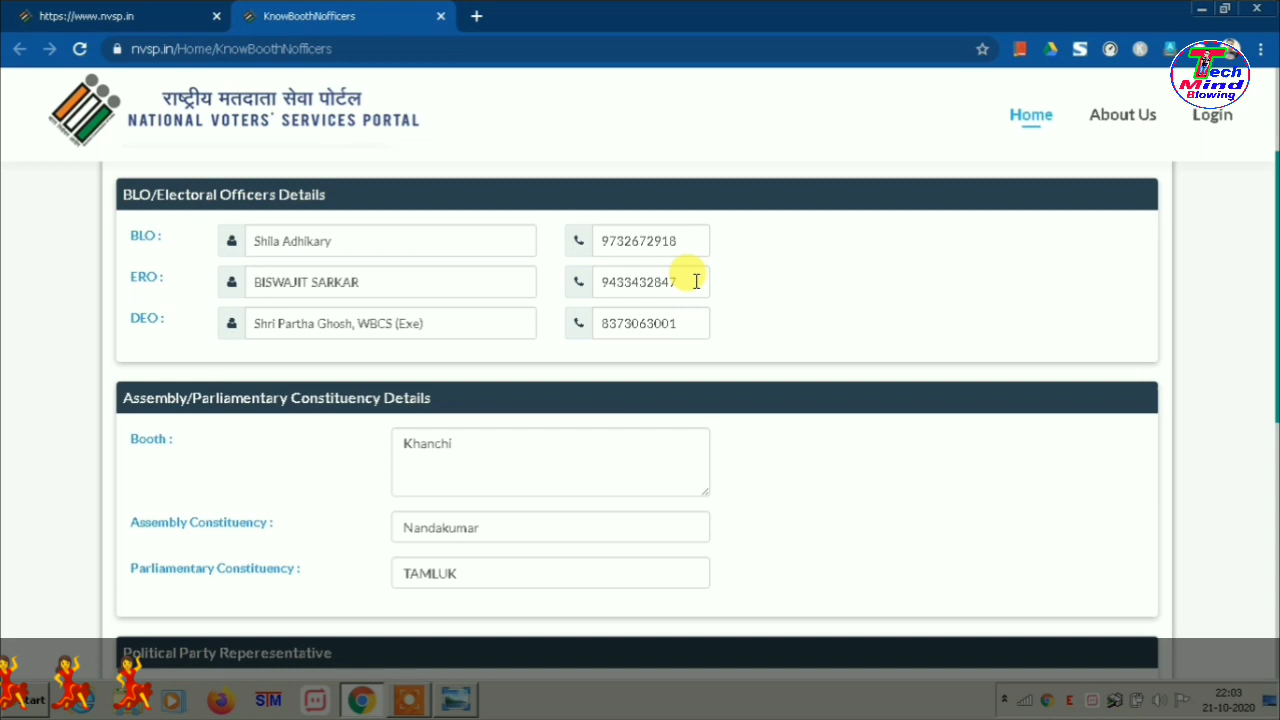 https://www.nvsp.in
KnowBoothNofficers
nvsp.in/Home/KnowBoothNofficers
Tech
Mind
Blowing
राष्ट्रीय मतदाता सेवा पोर्टल
NATIONAL VOTERS' SERVICES PORTAL
Home
About Us
Login
BLO/Electoral Officers Details
BLO :
Shila Adhikary
9732672918
ERO :
BISWAJIT SARKAR
9433432847
DEO :
Shri Partha Ghosh, WBCS (Exe)
8373063001
Assembly/Parliamentary Constituency Details
Booth :
Khanchi
Assembly Constituency :
Nandakumar
Parliamentary Constituency :
TAMLUK
Political Party Reperesentative
tart
STM
E
22:03
21-10-2020